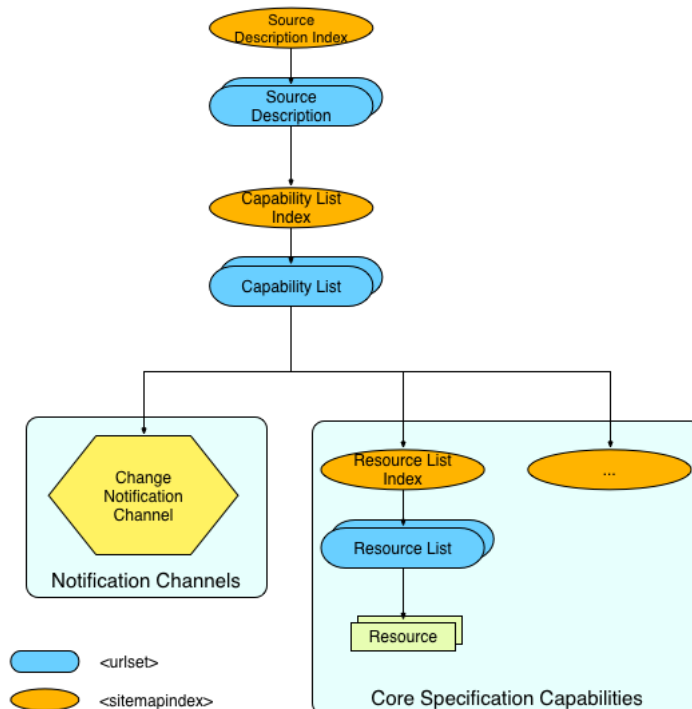 Source
Description Index
Source
Description
Capability List
Index
Capability List
Change
Notification
Channel
Notification Channels
Resource List
Index
...
Resource List
Resource
Core Specification Capabilities
<urlset>
<sitemapindex>